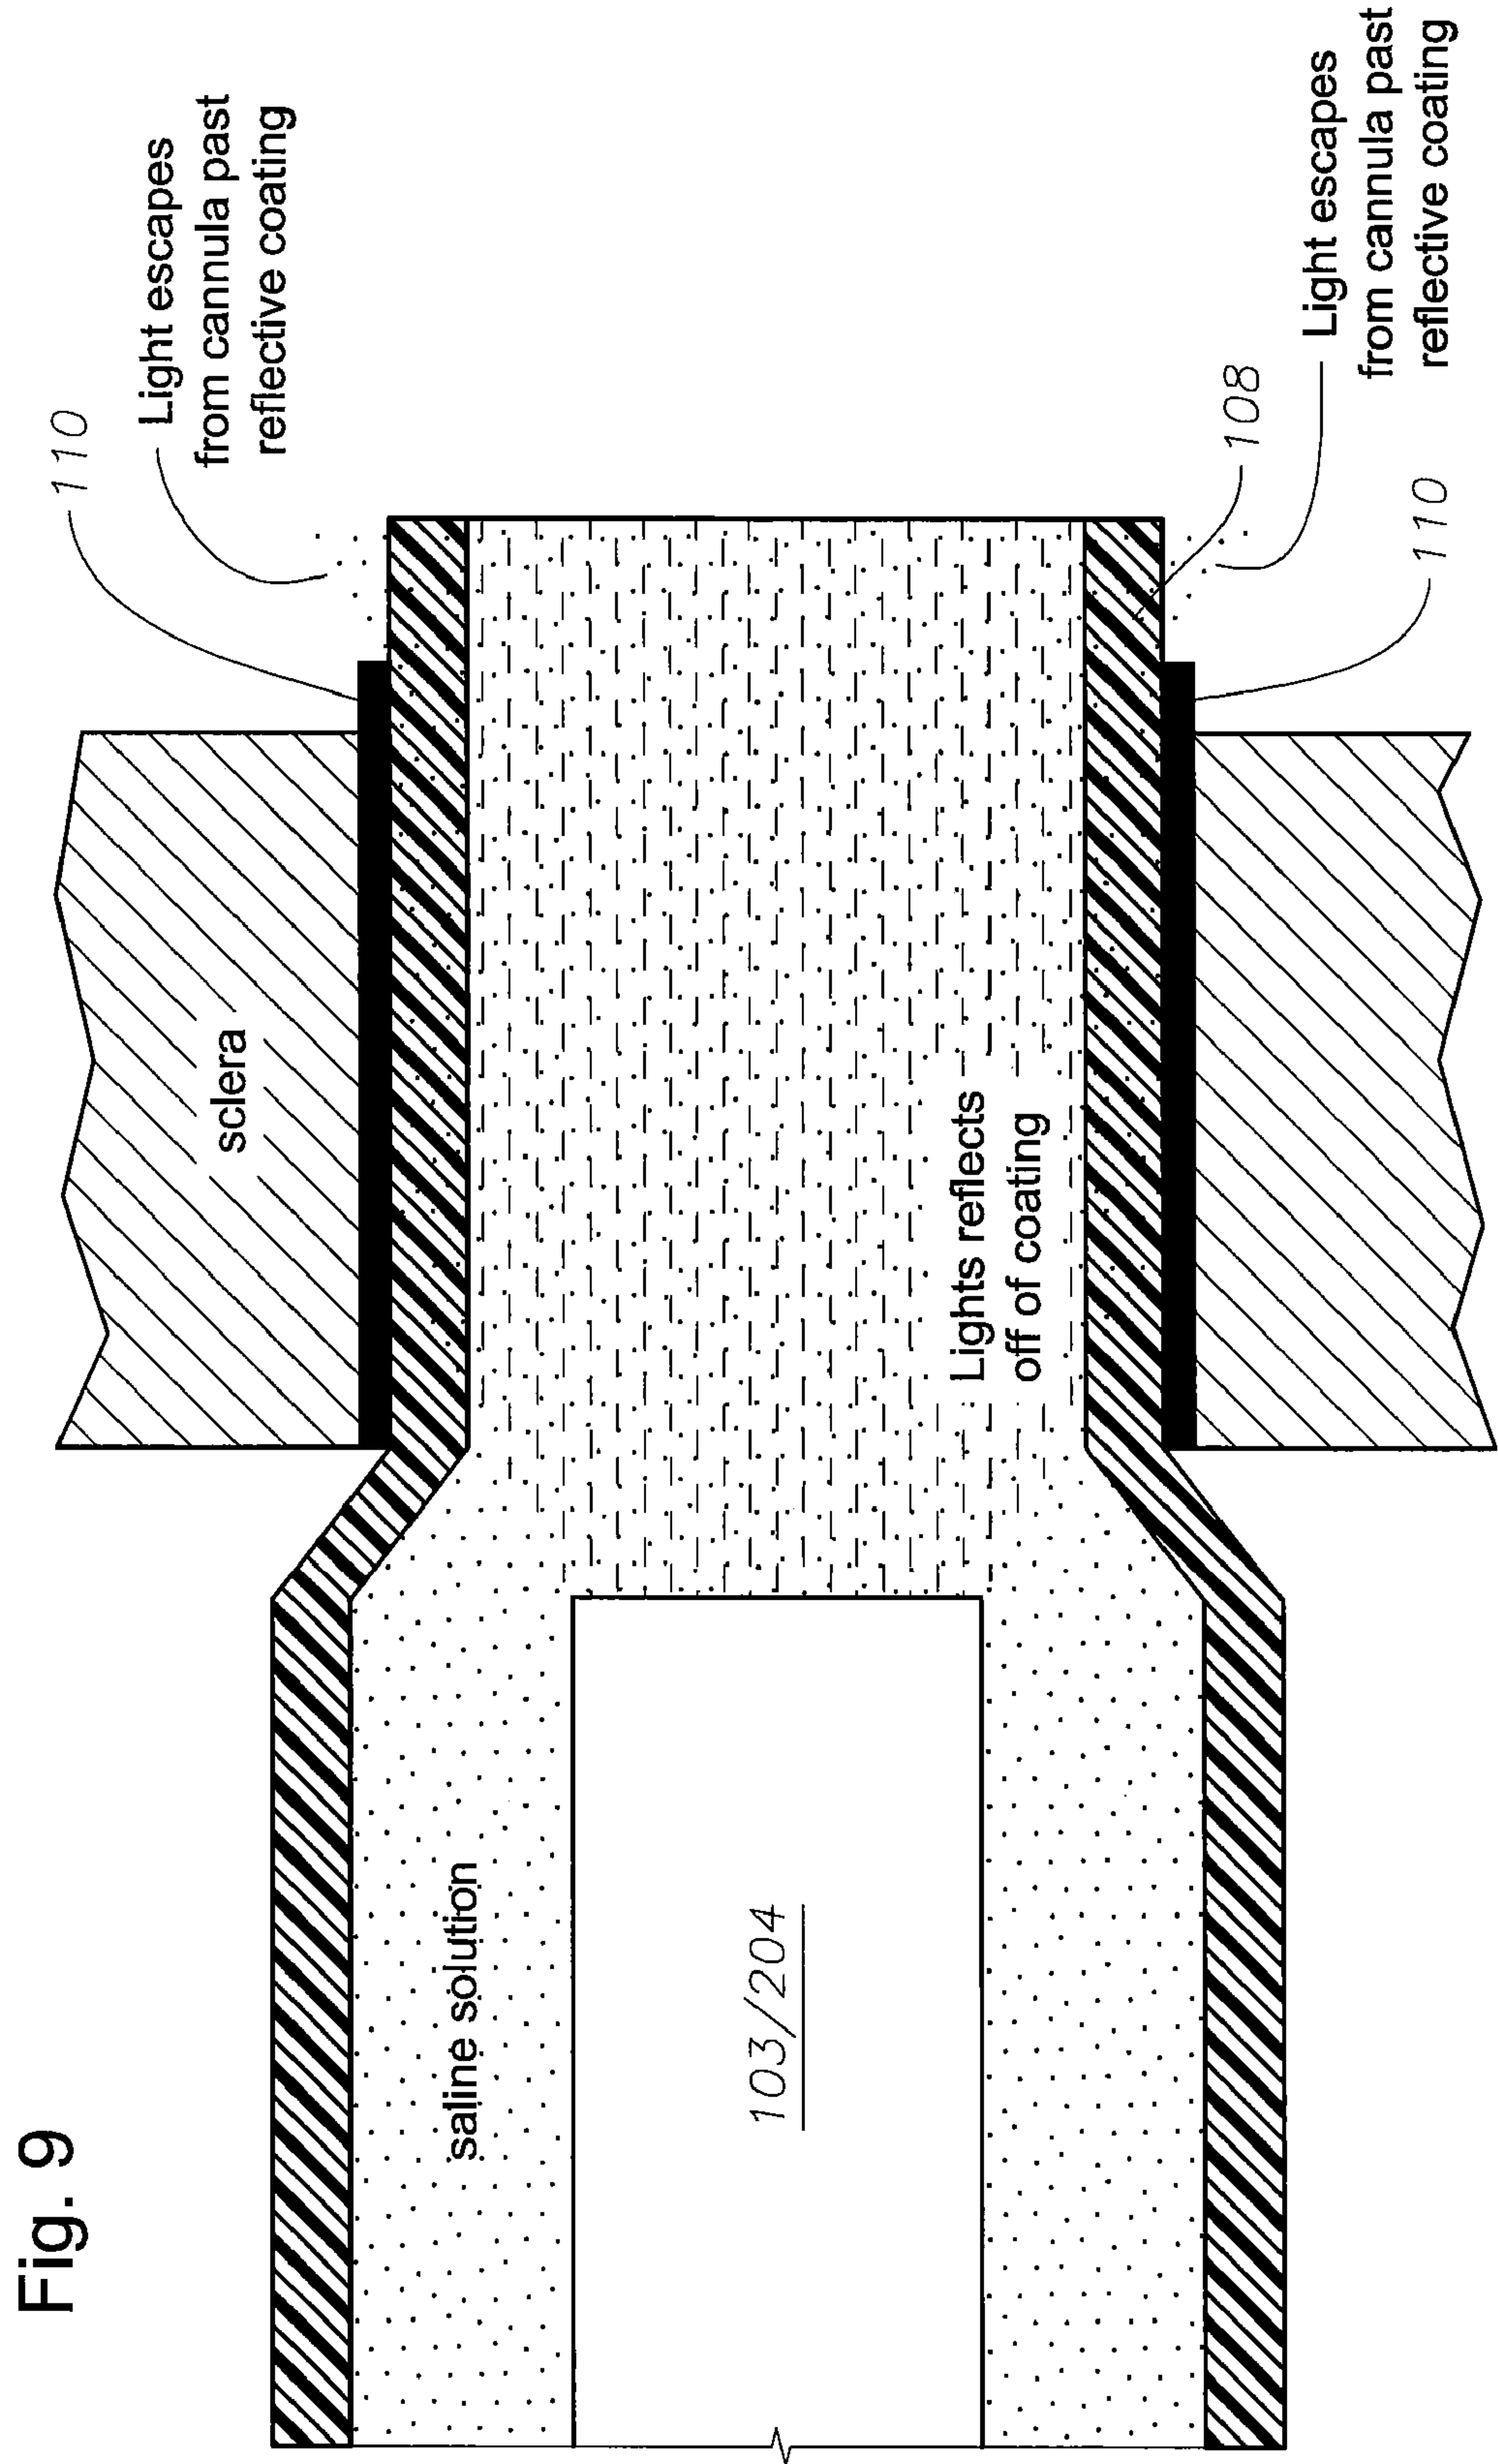 Fig. 9
110
Light escapes
from cannula past
reflective coating
sclera
saline solution
103/204
Lights reflects
off of coating
108
Light escapes
from cannula past
reflective coating
110